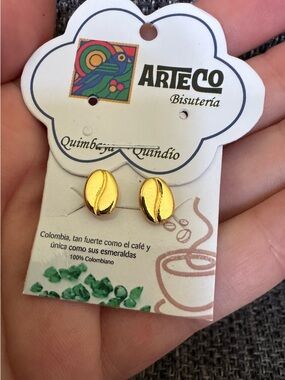 ARTECO
Bisutería
Quimbaya Quindío
Colombia, tan fuerte como el café y
única como sus esmeraldas
100% Colombiano